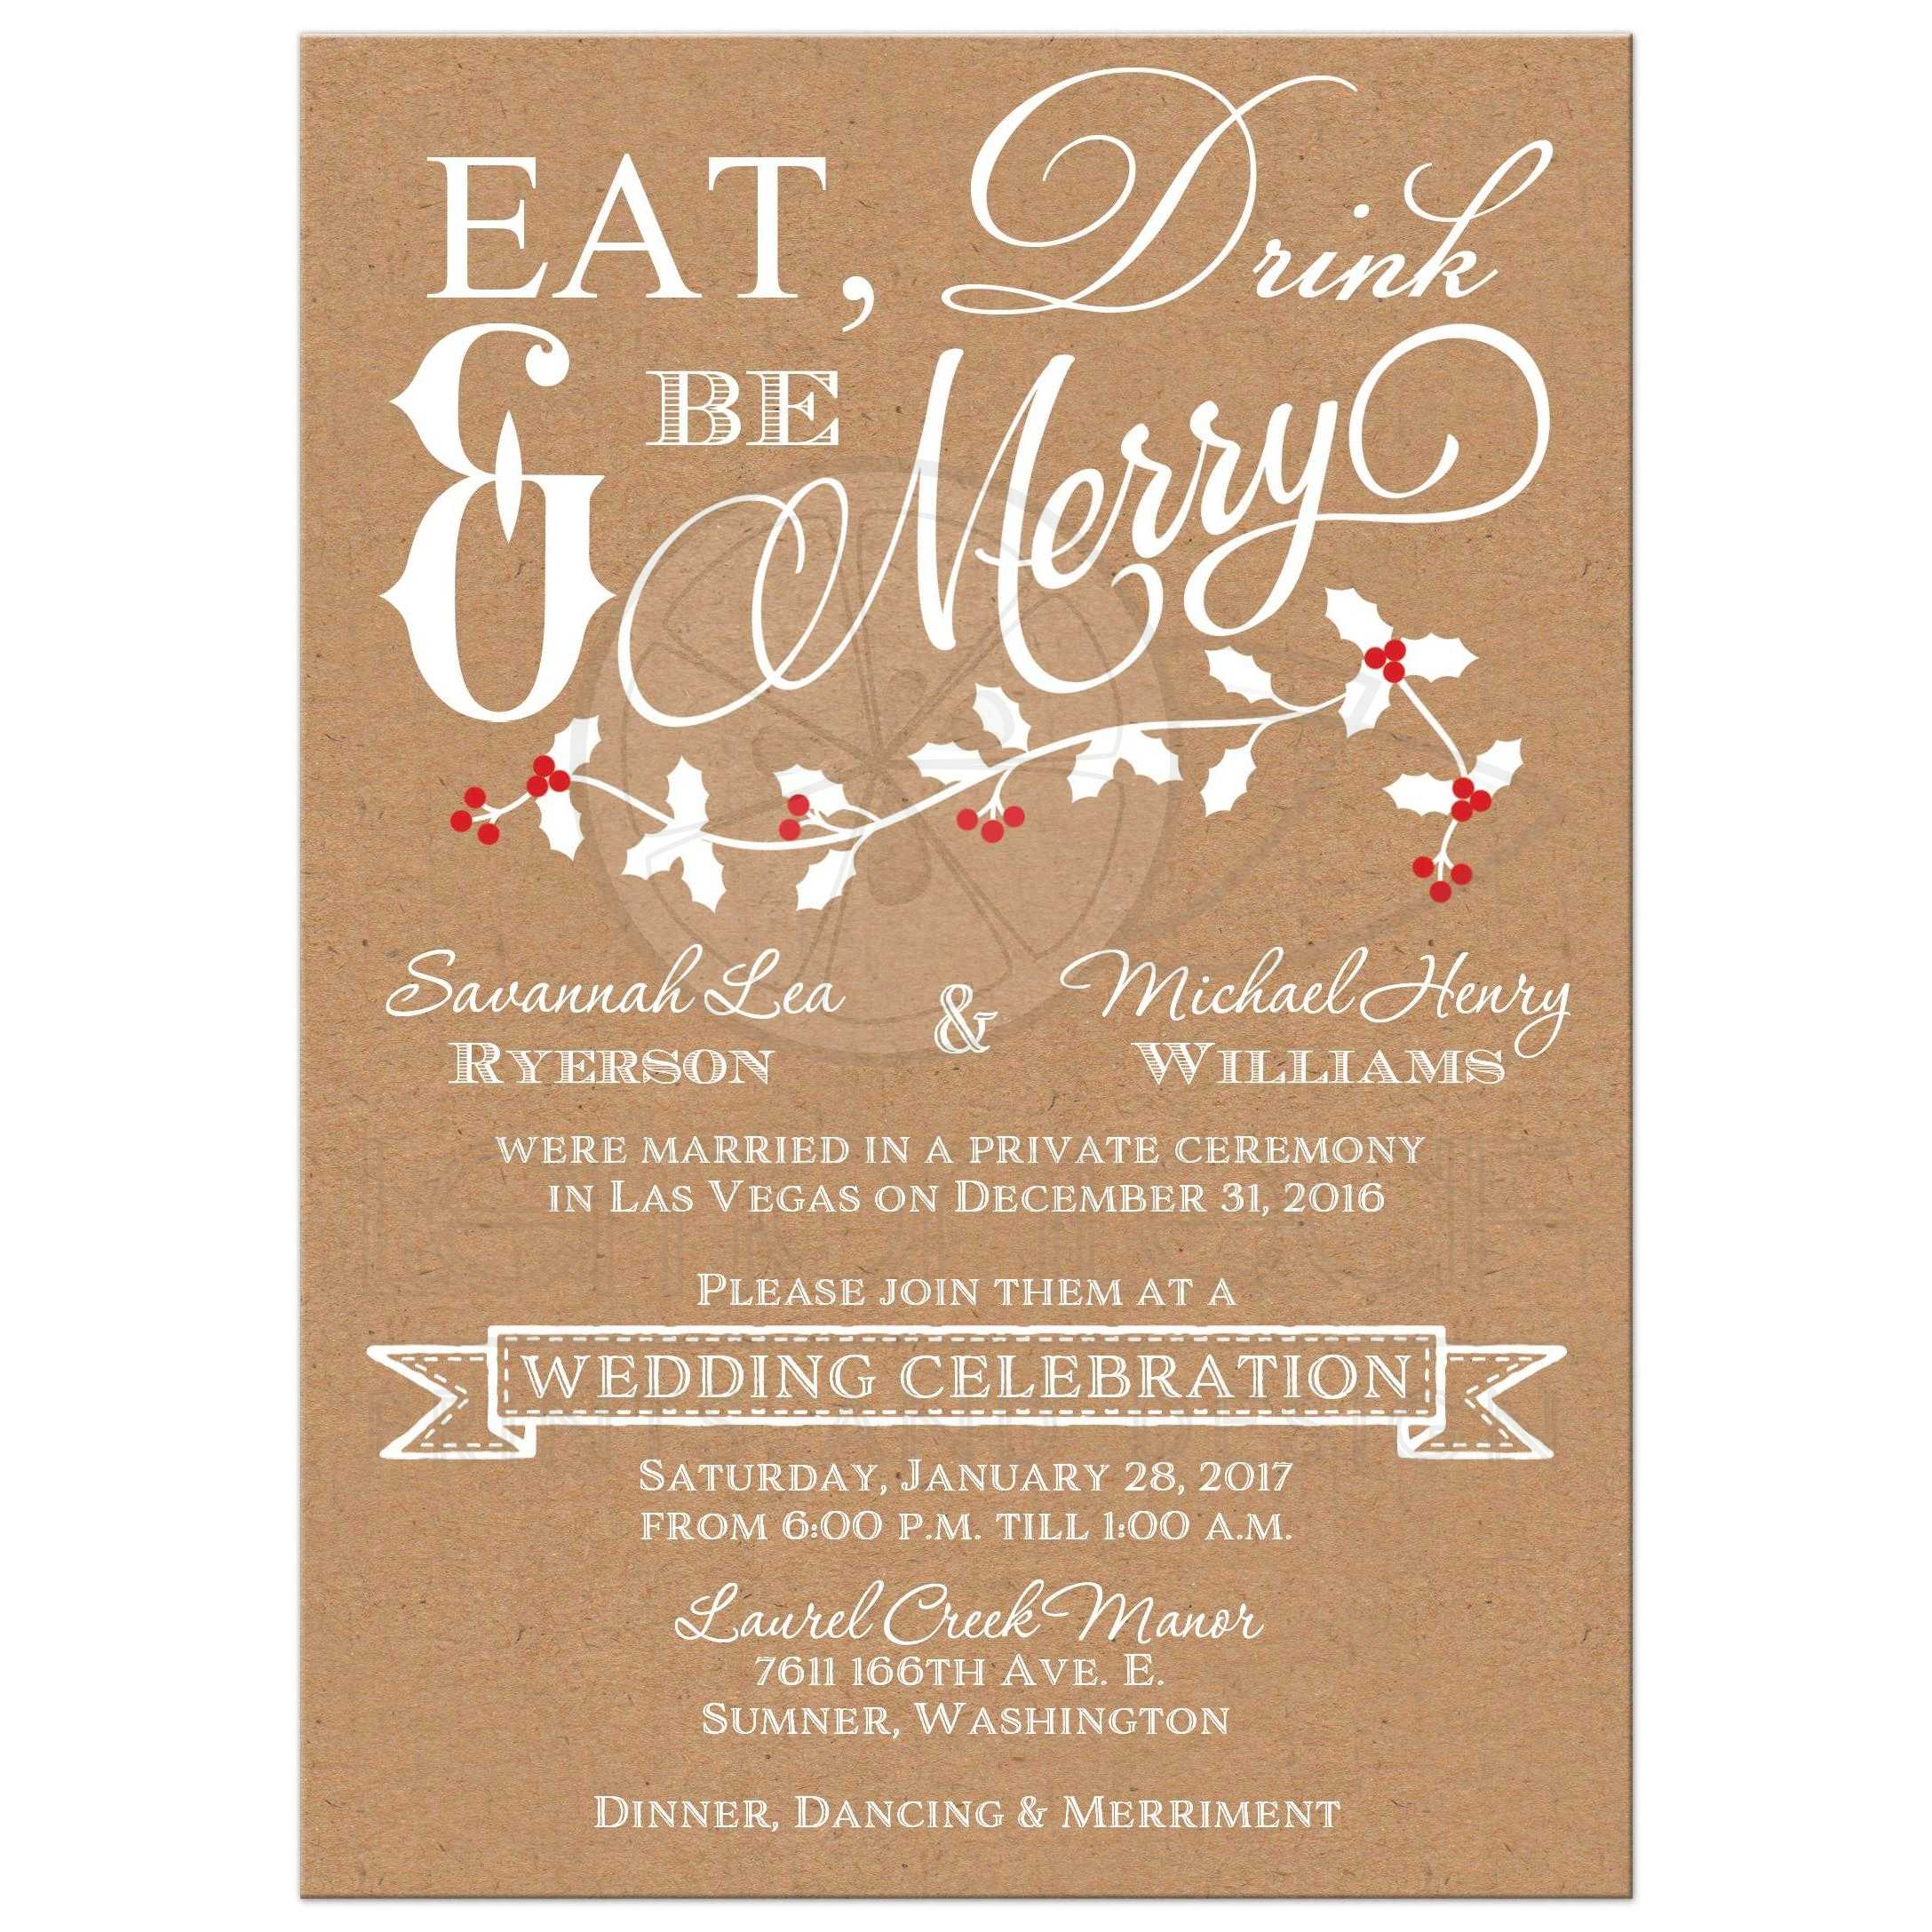 EAT, Drink
& BE Merry
Savannah Lea & Michael Henry
RYERSON WILLIAMS
WERE MARRIED IN A PRIVATE CEREMONY
IN LAS VEGAS ON DECEMBER 31, 2016
PLEASE JOIN THEM AT A
WEDDING CELEBRATION
SATURDAY, JANUARY 28, 2017
FROM 6:00 P.M. TILL 1:00 A.M.
Laurel Creek Manor
7611 166TH AVE. E.
SUMNER, WASHINGTON
DINNER, DANCING & MERRIMENT